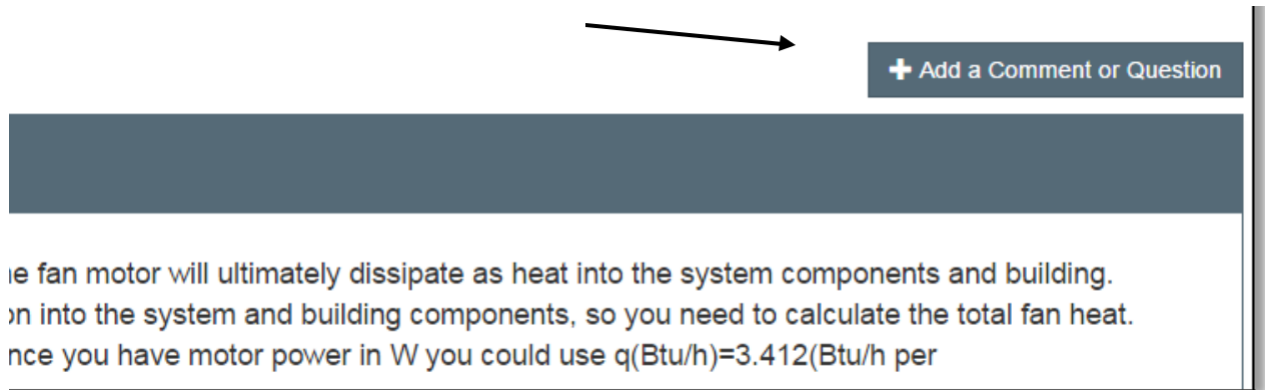 + Add a Comment or Question
fan motor will ultimately dissipate as heat into the system components and building.
into the system and building components, so you need to calculate the total fan heat.
you have motor power in W you could use q(Btu/h)=3.412(Btu/h per